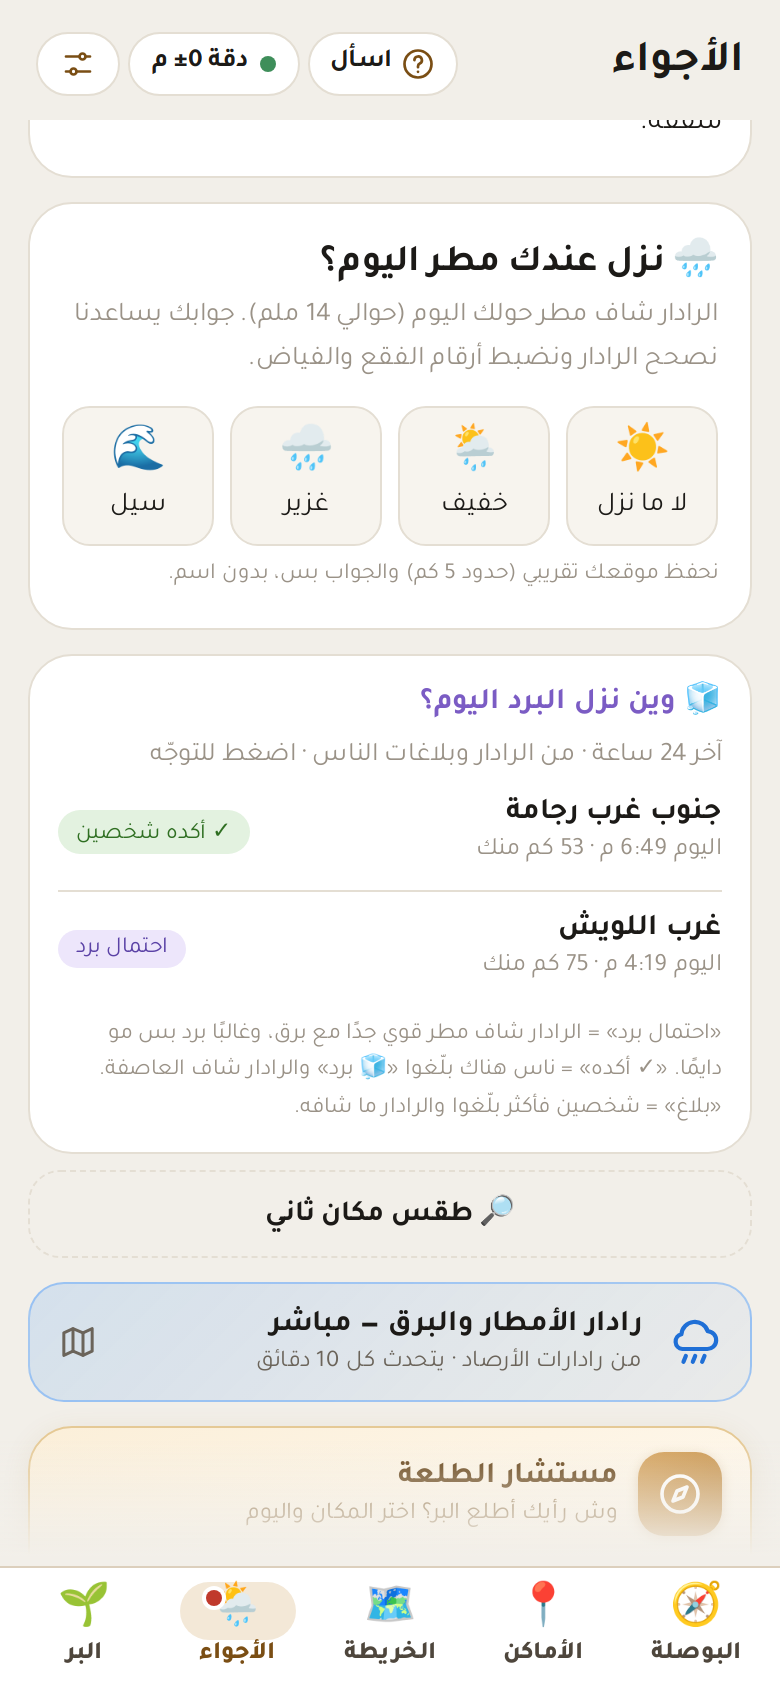 الأجواء
اسأل
دقة ±0 م
نزل عندك مطر اليوم؟
الرادار شاف مطر حولك اليوم (حوالي 14 ملم). جوابك يساعدنا
نصحح الرادار ونضبط أرقام الفقع والفياض.
لا ما نزل
خفيف
غزير
سيل
نحفظ موقعك تقريبي (حدود 5 كم) والجواب بس، بدون اسم.
وين نزل البرد اليوم؟
آخر 24 ساعة · من الرادار وبلاغات الناس · اضغط للتوجّه
جنوب غرب رجامة
✓ أكده شخصين
اليوم 6:49 م · 53 كم منك
غرب اللويش
احتمال برد
اليوم 4:19 م · 75 كم منك
«احتمال برد» = الرادار شاف مطر قوي جدًا مع برق، وغالبًا برد بس مو
دايمًا. «✓ أكده» = ناس هناك بلّغوا «🧊 برد» والرادار شاف العاصفة.
«بلاغ» = شخصين فأكثر بلّغوا والرادار ما شافه.
طقس مكان ثاني
رادار الأمطار والبرق — مباشر
من رادارات الأرصاد · يتحدث كل 10 دقائق
مستشار الطلعة
وش رأيك أطلع البر؟ اختر المكان واليوم
البوصلة
الأماكن
الخريطة
الأجواء
البر